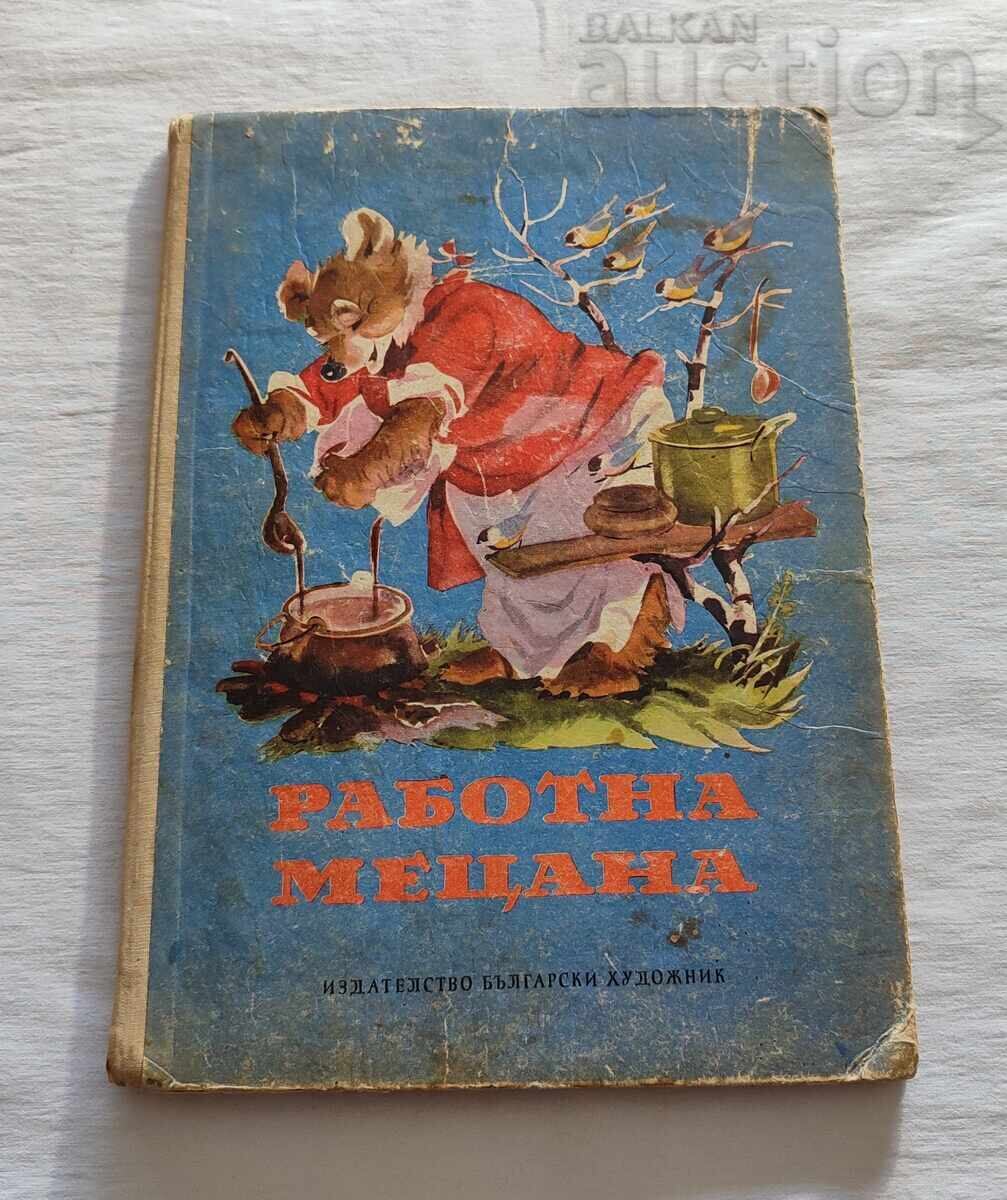 BALKAN
auction
РАБОТНА
МЕЦАНА
ИЗДАТЕЛСТВО БЪЛГАРСКИ ХУДОЖНИК